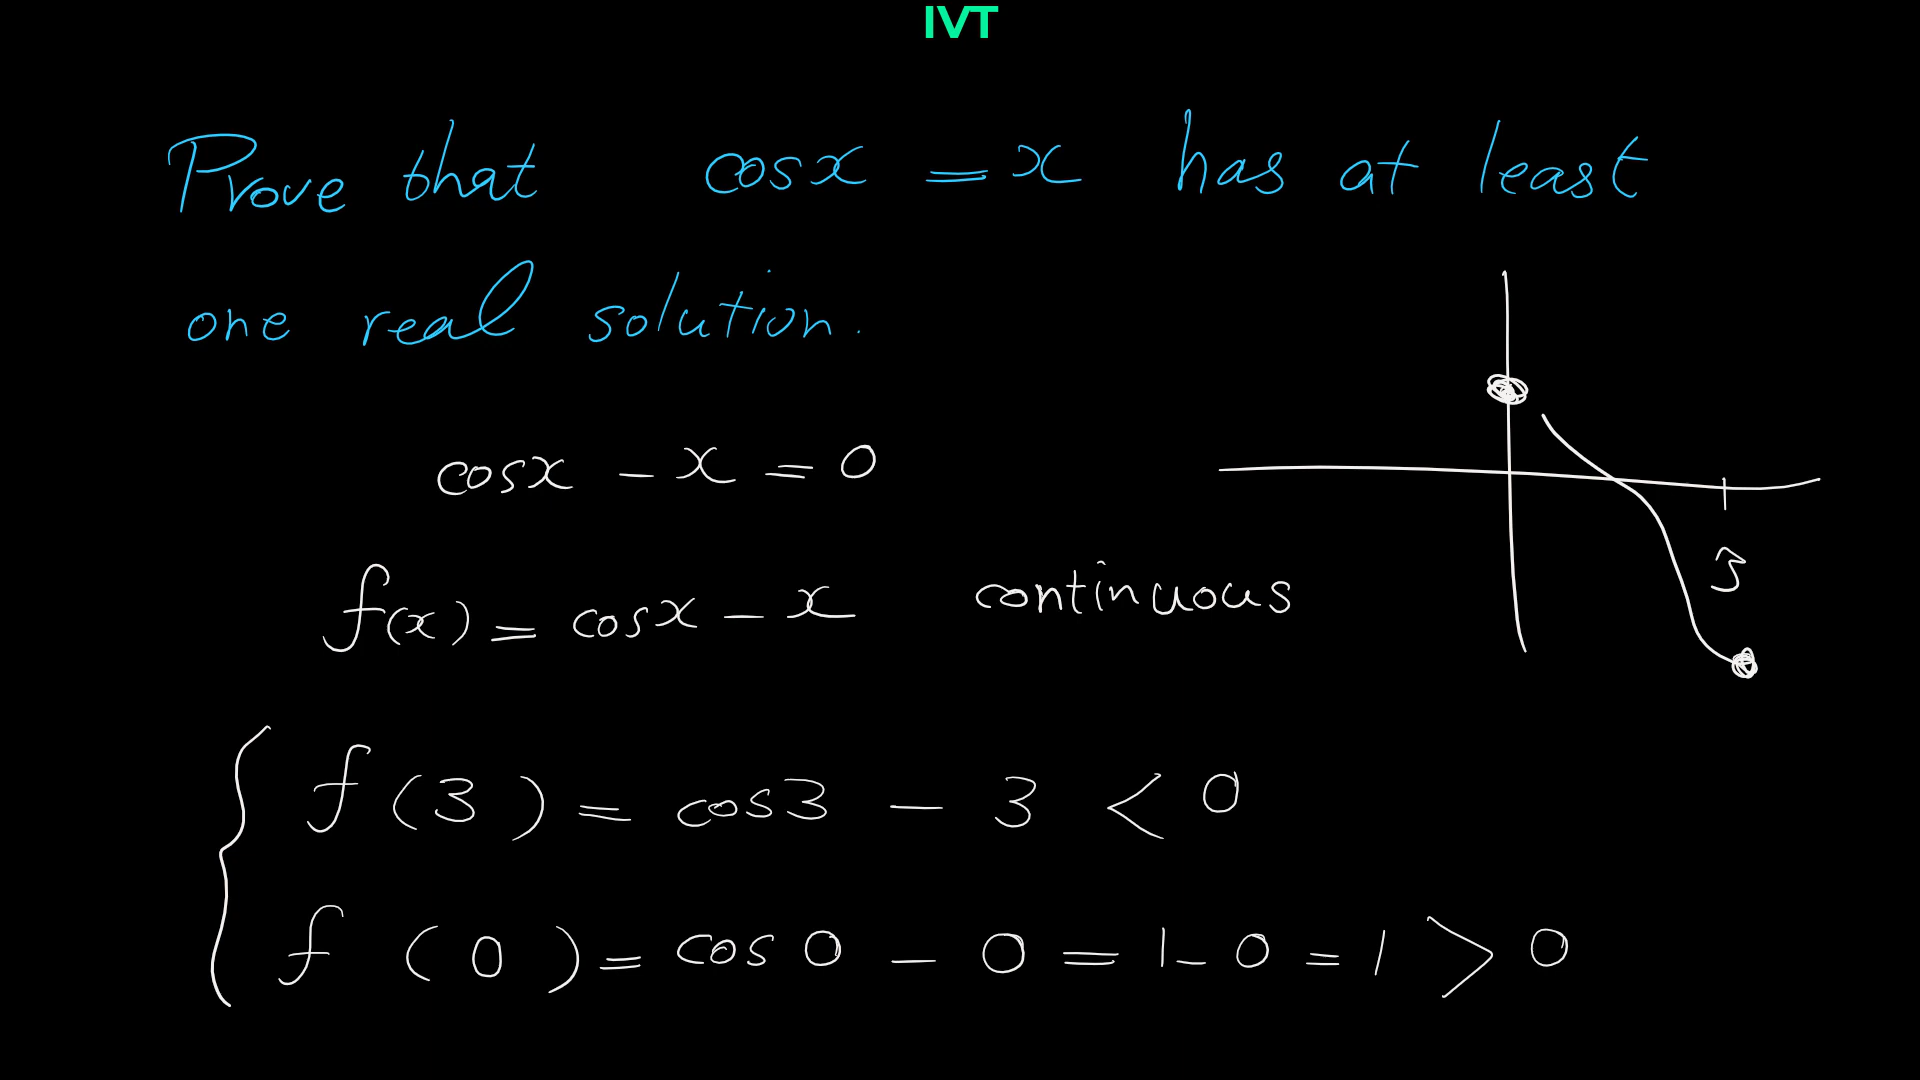 IVT
Prove that cosx = x has at least
one real solution.
cosx - x = 0
f(x) = cosx - x continuous
3
f(3) = cos3 - 3 < 0
f(0) = cos0 - 0 = 1 - 0 = 1 > 0